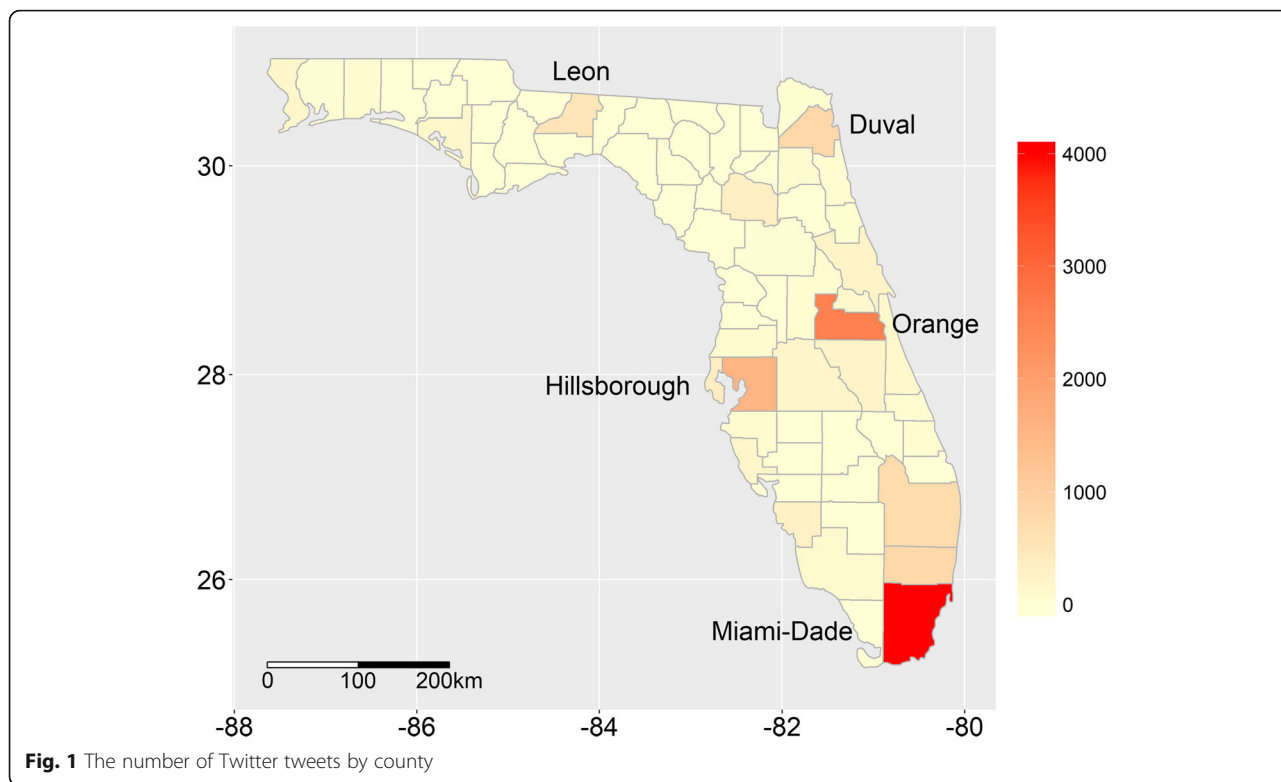 Leon
Duval
30
4000
3000
Orange
28
Hillsborough
2000
1000
26
0
Miami-Dade
0 100 200km
-88 -86 -84 -82 -80
Fig. 1 The number of Twitter tweets by county